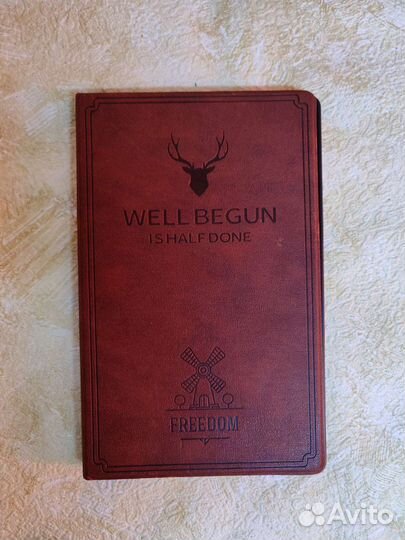 WELL BEGUN
IS HALF DONE
FREEDOM
Avito